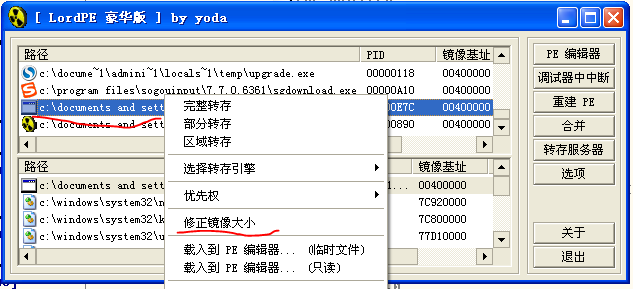 [ LordPE 豪华版 ] by yoda
路径 PID 镜像基址
c:\docume~1\admini~1\locals~1\temp\upgrade.exe 00000118 00400000
c:\program files\sogouinput\7.7.0.6361\sgdownload.exe 00000A10 00400000
c:\documents and sett 00E7C 00400000
c:\documents and sett 00890 00400000
完整转存
部分转存
区域转存
选择转存引擎
优先权
修正镜像大小
载入到 PE 编辑器... (临时文件)
载入到 PE 编辑器... (只读)
路径 镜像基址
c:\documents and sett 1... 00400000
c:\windows\system32\n 7C920000
c:\windows\system32\k 7C800000
c:\windows\system32\u 77D10000
PE 编辑器
调试器中中断
重建 PE
合并
转存服务器
选项
关于
退出